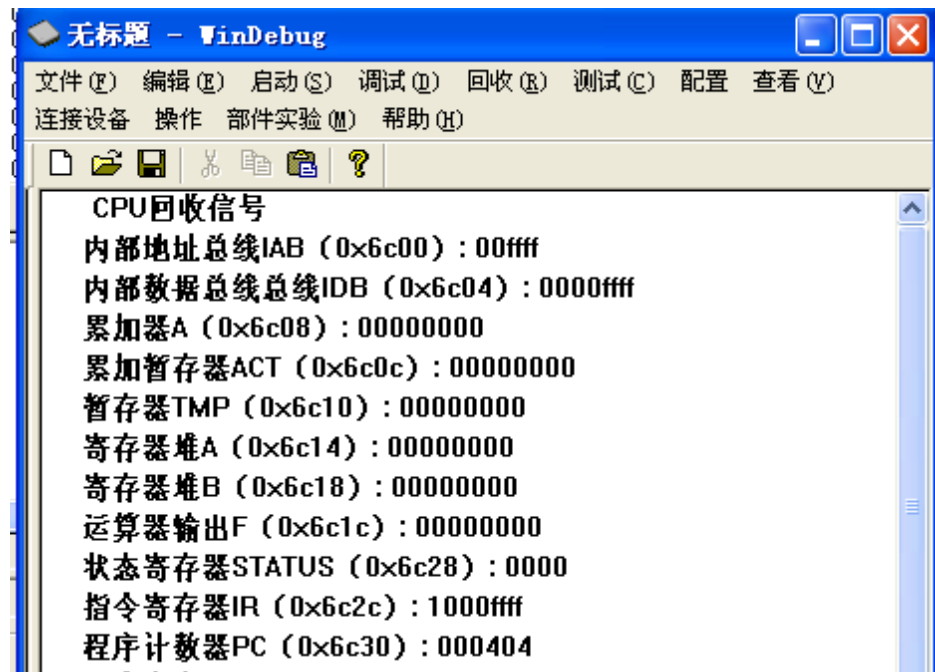 无标题 - WinDebug
文件(F) 编辑(E) 启动(S) 调试(D) 回收(R) 测试(C) 配置 查看(V)
连接设备 操作 部件实验(M) 帮助(H)
CPU回收信号
内部地址总线IAB（0x6c00）:00ffff
内部数据总线总线IDB（0x6c04）:0000ffff
累加器A（0x6c08）:00000000
累加暂存器ACT（0x6c0c）:00000000
暂存器TMP（0x6c10）:00000000
寄存器堆A（0x6c14）:00000000
寄存器堆B（0x6c18）:00000000
运算器输出F（0x6c1c）:00000000
状态寄存器STATUS（0x6c28）:0000
指令寄存器IR（0x6c2c）:1000ffff
程序计数器PC（0x6c30）:000404